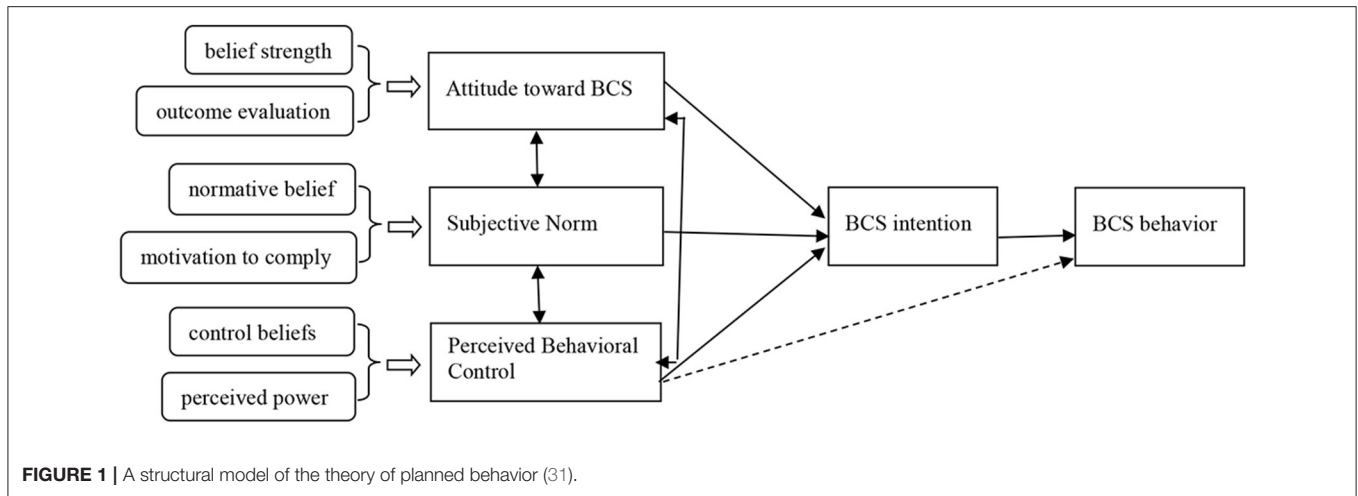 belief strength
outcome evaluation
Attitude toward BCS
normative belief
motivation to comply
Subjective Norm
BCS intention
BCS behavior
control beliefs
perceived power
Perceived Behavioral
Control
FIGURE 1 | A structural model of the theory of planned behavior (31).